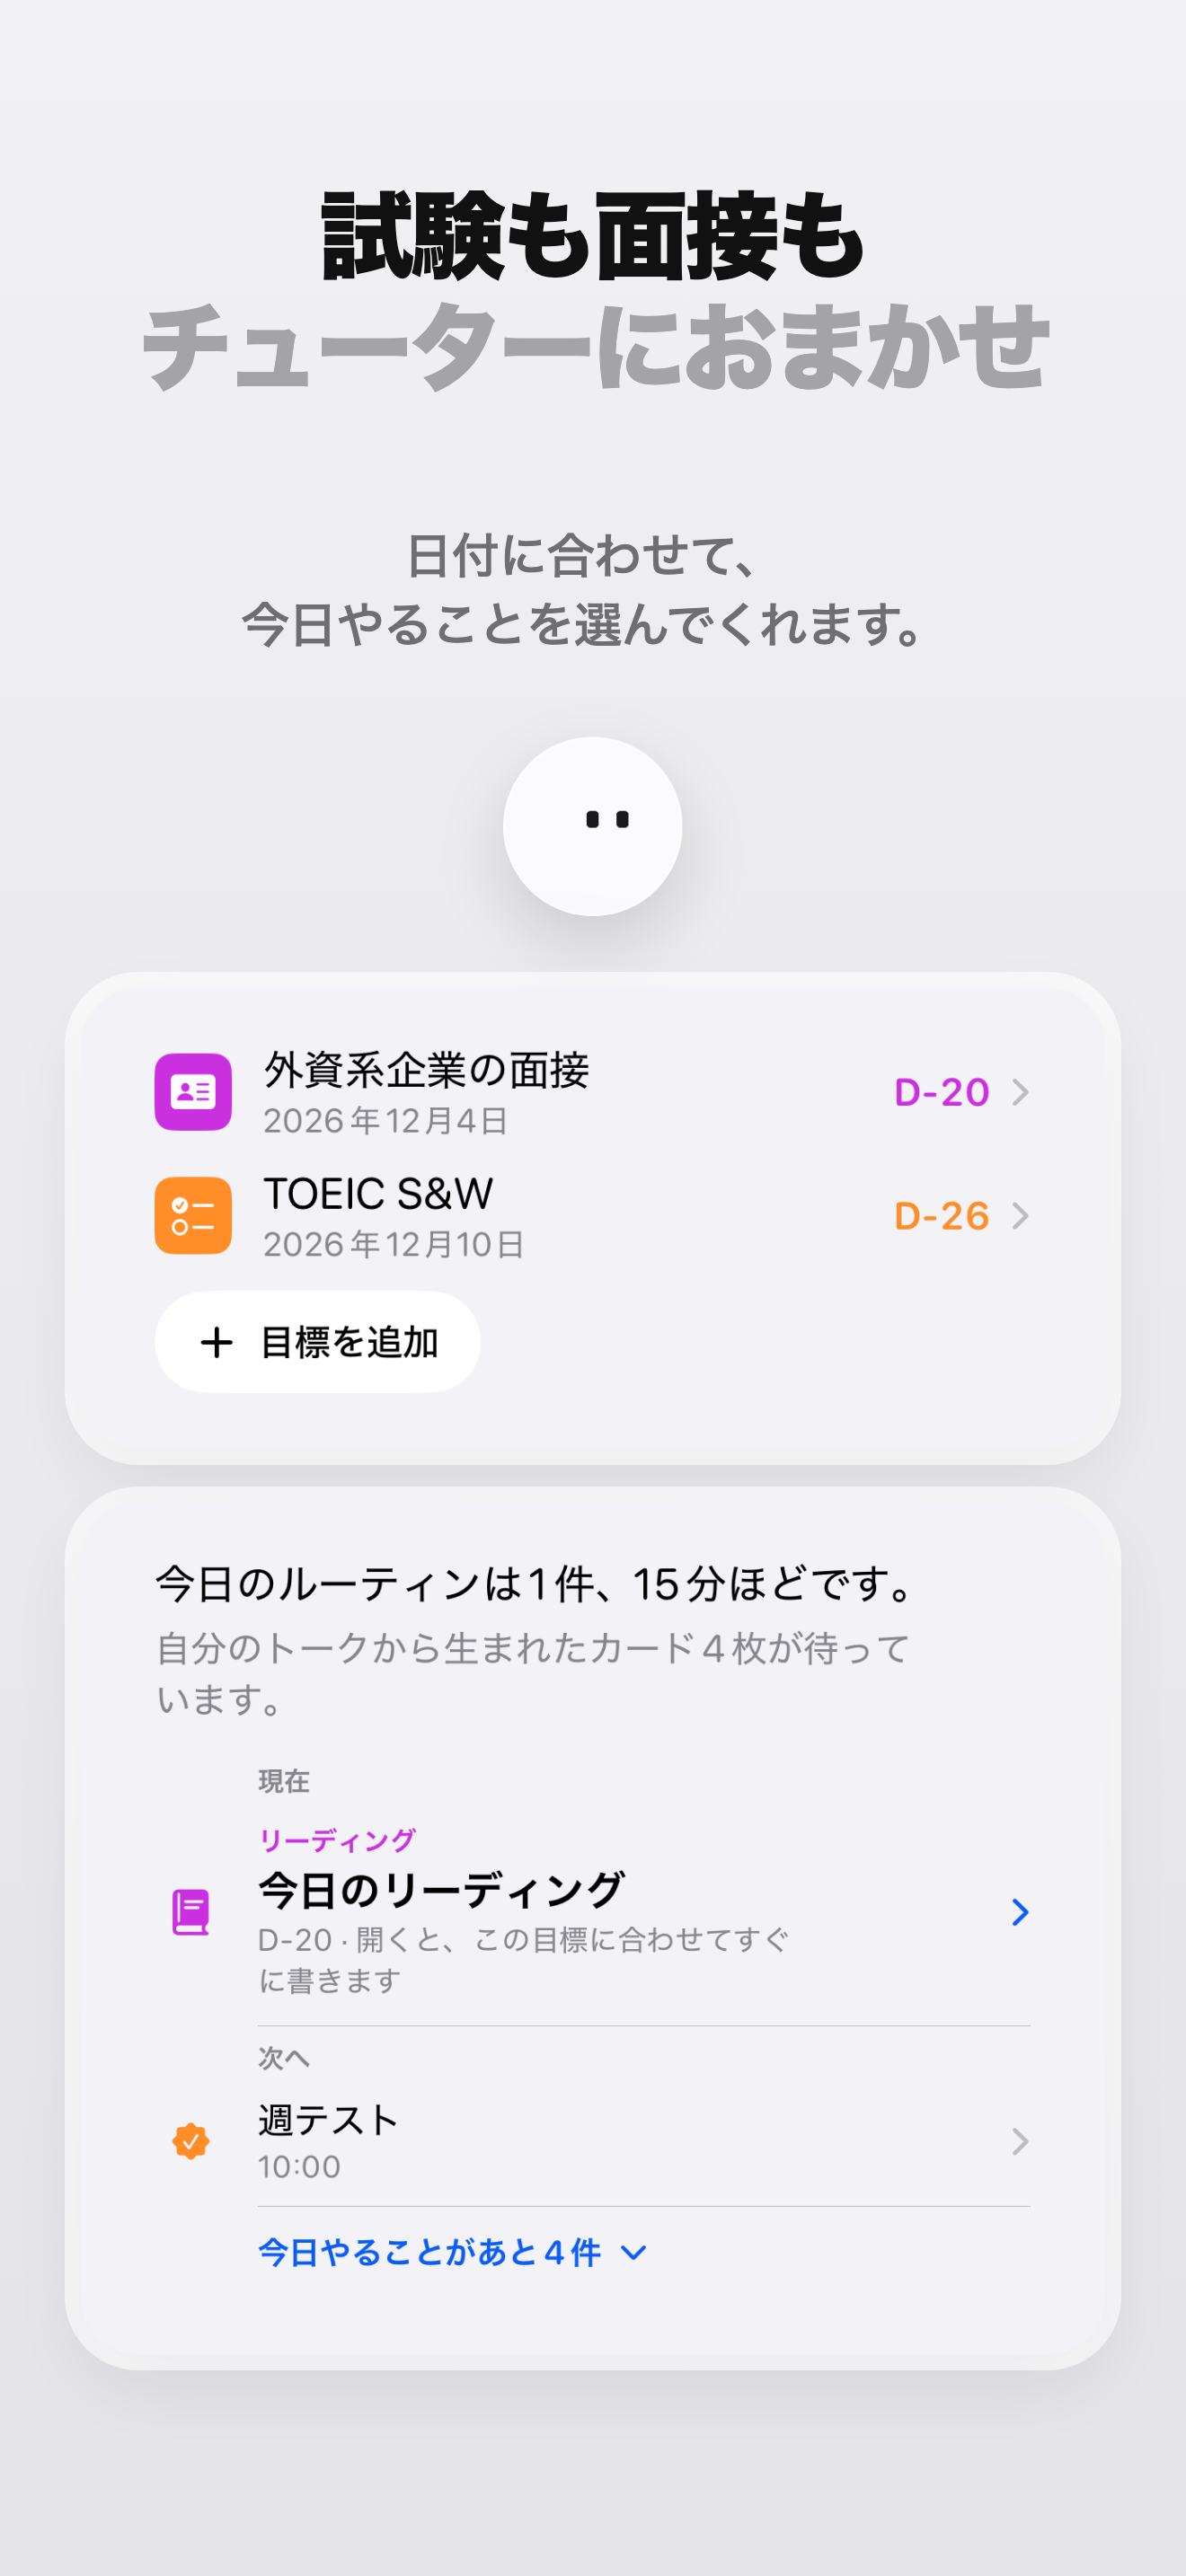 試験も面接も
チューターにおまかせ
日付に合わせて、
今日やることを選んでくれます。
外資系企業の面接
2026年12月4日
D-20
TOEIC S&W
2026年12月10日
D-26
目標を追加
今日のルーティンは1件、15分ほどです。
自分のトークから生まれたカード4枚が待って
います。
現在
リーディング
今日のリーディング
D-20 · 開くと、この目標に合わせてすぐ
に書きます
次へ
週テスト
10:00
今日やることがあと4件